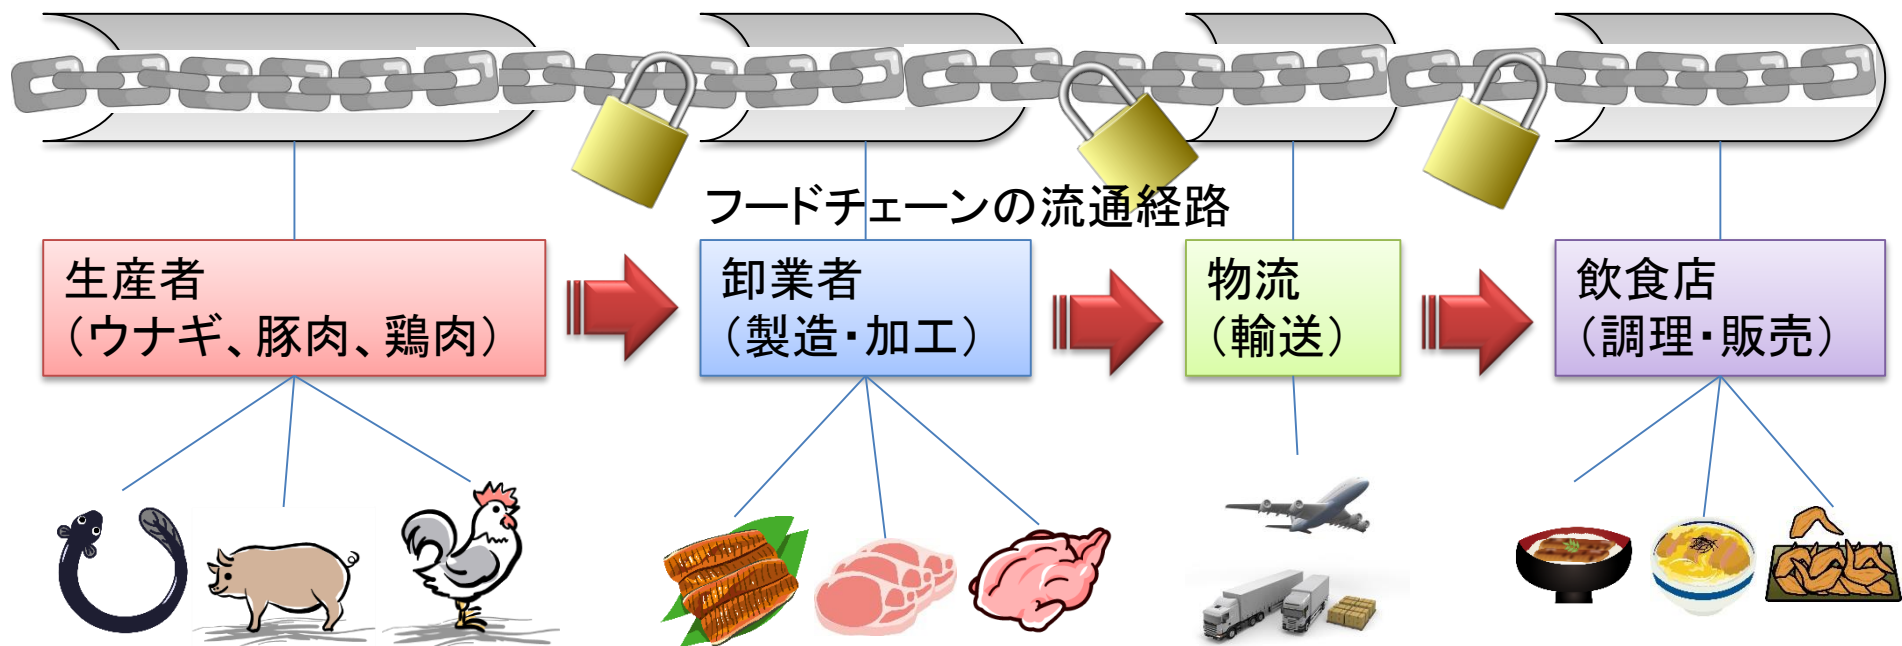 フードチェーンの流通経路
生産者
（ウナギ、豚肉、鶏肉）
卸業者
（製造・加工）
物流
（輸送）
飲食店
（調理・販売）